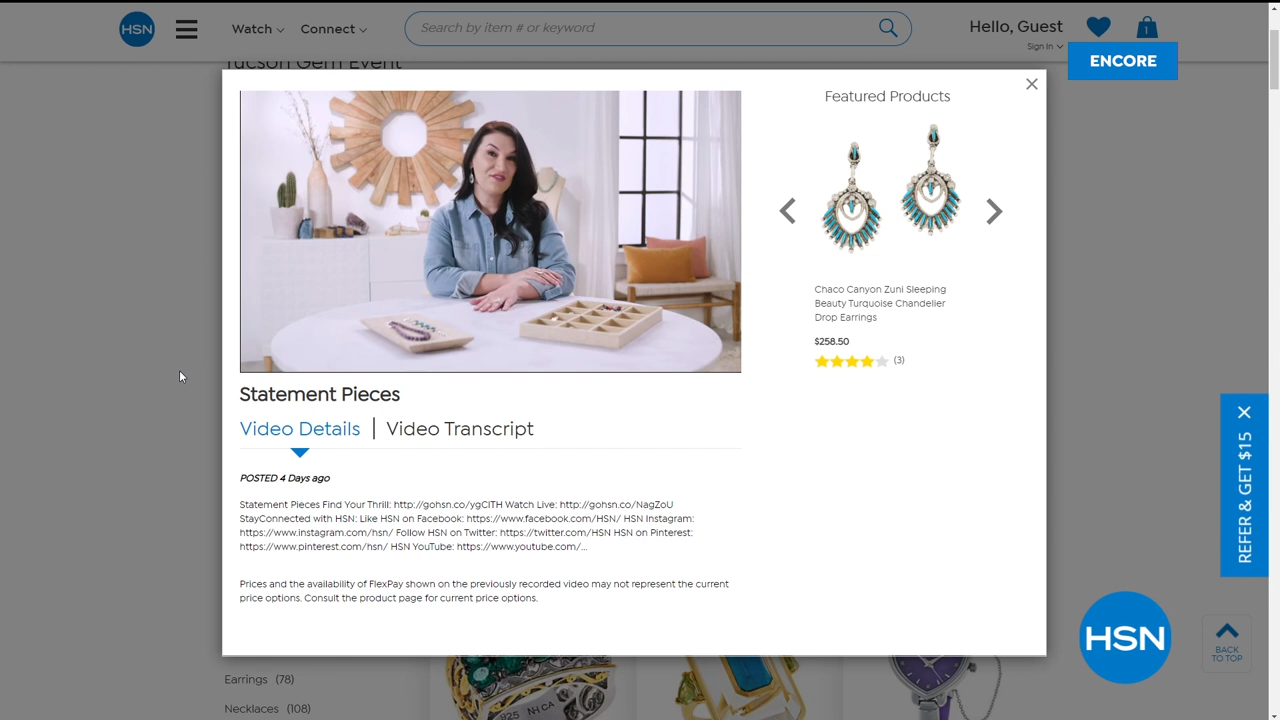 HSN
Watch
Connect
Search by item # or keyword
Hello, Guest
1
Sign In
ENCORE
Tucson Gem Event
Featured Products
Chaco Canyon Zuni Sleeping
Beauty Turquoise Chandelier
Drop Earrings
$258.50
(3)
Statement Pieces
Video Details | Video Transcript
POSTED 4 Days ago
Statement Pieces Find Your Thrill: http://gohsn.co/ygCITH Watch Live: http://gohsn.co/NagZoU
StayConnected with HSN: Like HSN on Facebook: https://www.facebook.com/HSN/ HSN Instagram:
https://www.instagram.com/hsn/ Follow HSN on Twitter: https://twitter.com/HSN HSN on Pinterest:
https://www.pinterest.com/hsn/ HSN YouTube: https://www.youtube.com/...
Prices and the availability of FlexPay shown on the previously recorded video may not represent the current
price options. Consult the product page for current price options.
REFER & GET $15
HSN
BACK
TO TOP
Earrings (78)
Necklaces (108)
925 NH CA